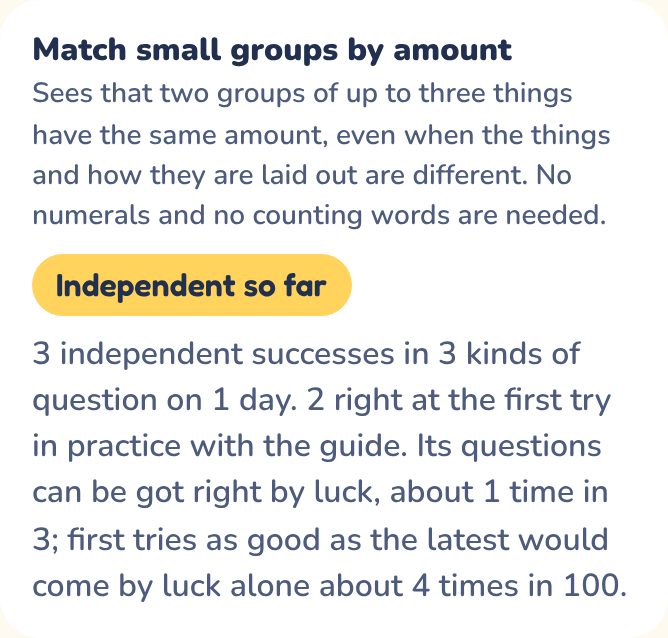 Match small groups by amount
Sees that two groups of up to three things
have the same amount, even when the things
and how they are laid out are different. No
numerals and no counting words are needed.
Independent so far
3 independent successes in 3 kinds of
question on 1 day. 2 right at the first try
in practice with the guide. Its questions
can be got right by luck, about 1 time in
3; first tries as good as the latest would
come by luck alone about 4 times in 100.